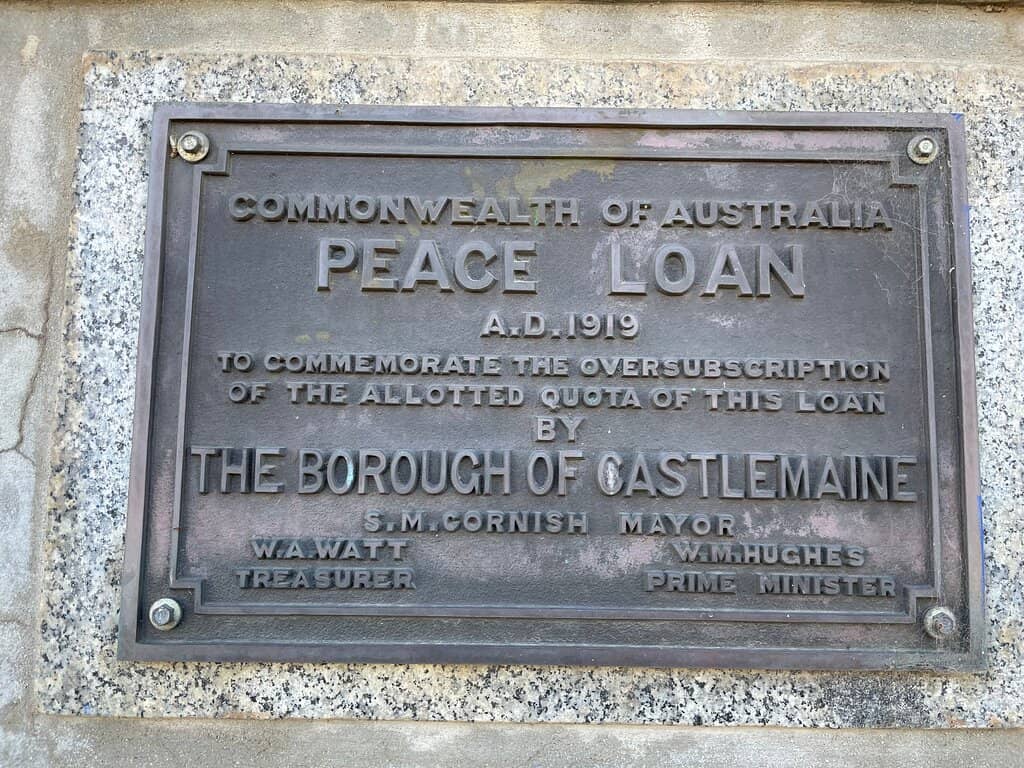 COMMONWEALTH OF AUSTRALIA
PEACE LOAN
A.D.1919
TO COMMEMORATE THE OVERSUBSCRIPTION
OF THE ALLOTTED QUOTA OF THIS LOAN
BY
THE BOROUGH OF CASTLEMAINE
S.M.CORNISH MAYOR
W.A.WATT W.M.HUGHES
TREASURER PRIME MINISTER